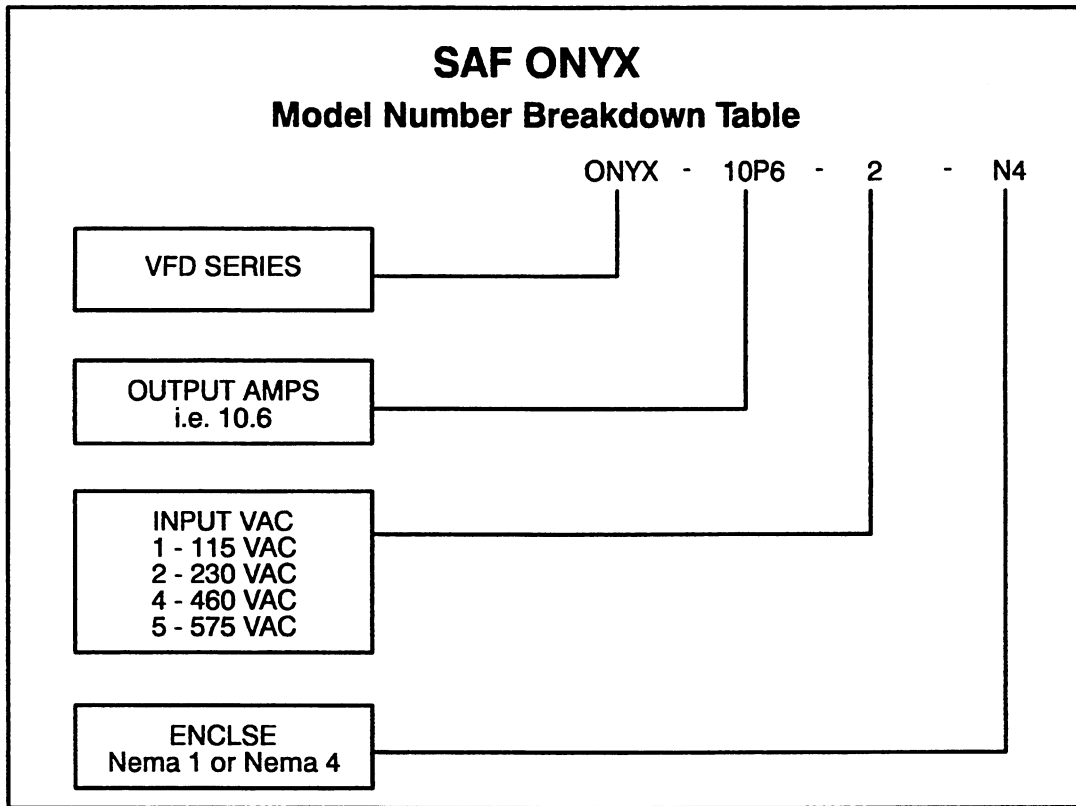 SAF ONYX
Model Number Breakdown Table
ONYX - 10P6 - 2 - N4
VFD SERIES
OUTPUT AMPS
i.e. 10.6
INPUT VAC
1 - 115 VAC
2 - 230 VAC
4 - 460 VAC
5 - 575 VAC
ENCLSE
Nema 1 or Nema 4